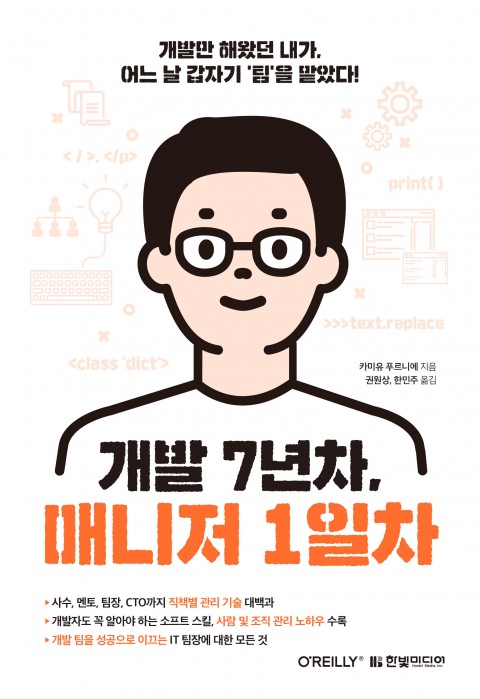 개발만 해왔던 내가,
어느 날 갑자기 '팀'을 맡았다!
</>, </p>
print( )
>>>text.replace
<class 'dict'>
카미유 푸르니에 지음
권원상, 한민주 옮김
개발 7년차,
매니저 1일차
▸ 사수, 멘토, 팀장, CTO까지 직책별 관리 기술 대백과
▸ 개발자도 꼭 알아야 하는 소프트 스킬, 사람 및 조직 관리 노하우 수록
▸ 개발 팀을 성공으로 이끄는 IT 팀장에 대한 모든 것
O'REILLY® 한빛미디어
Hanbit Media, Inc.